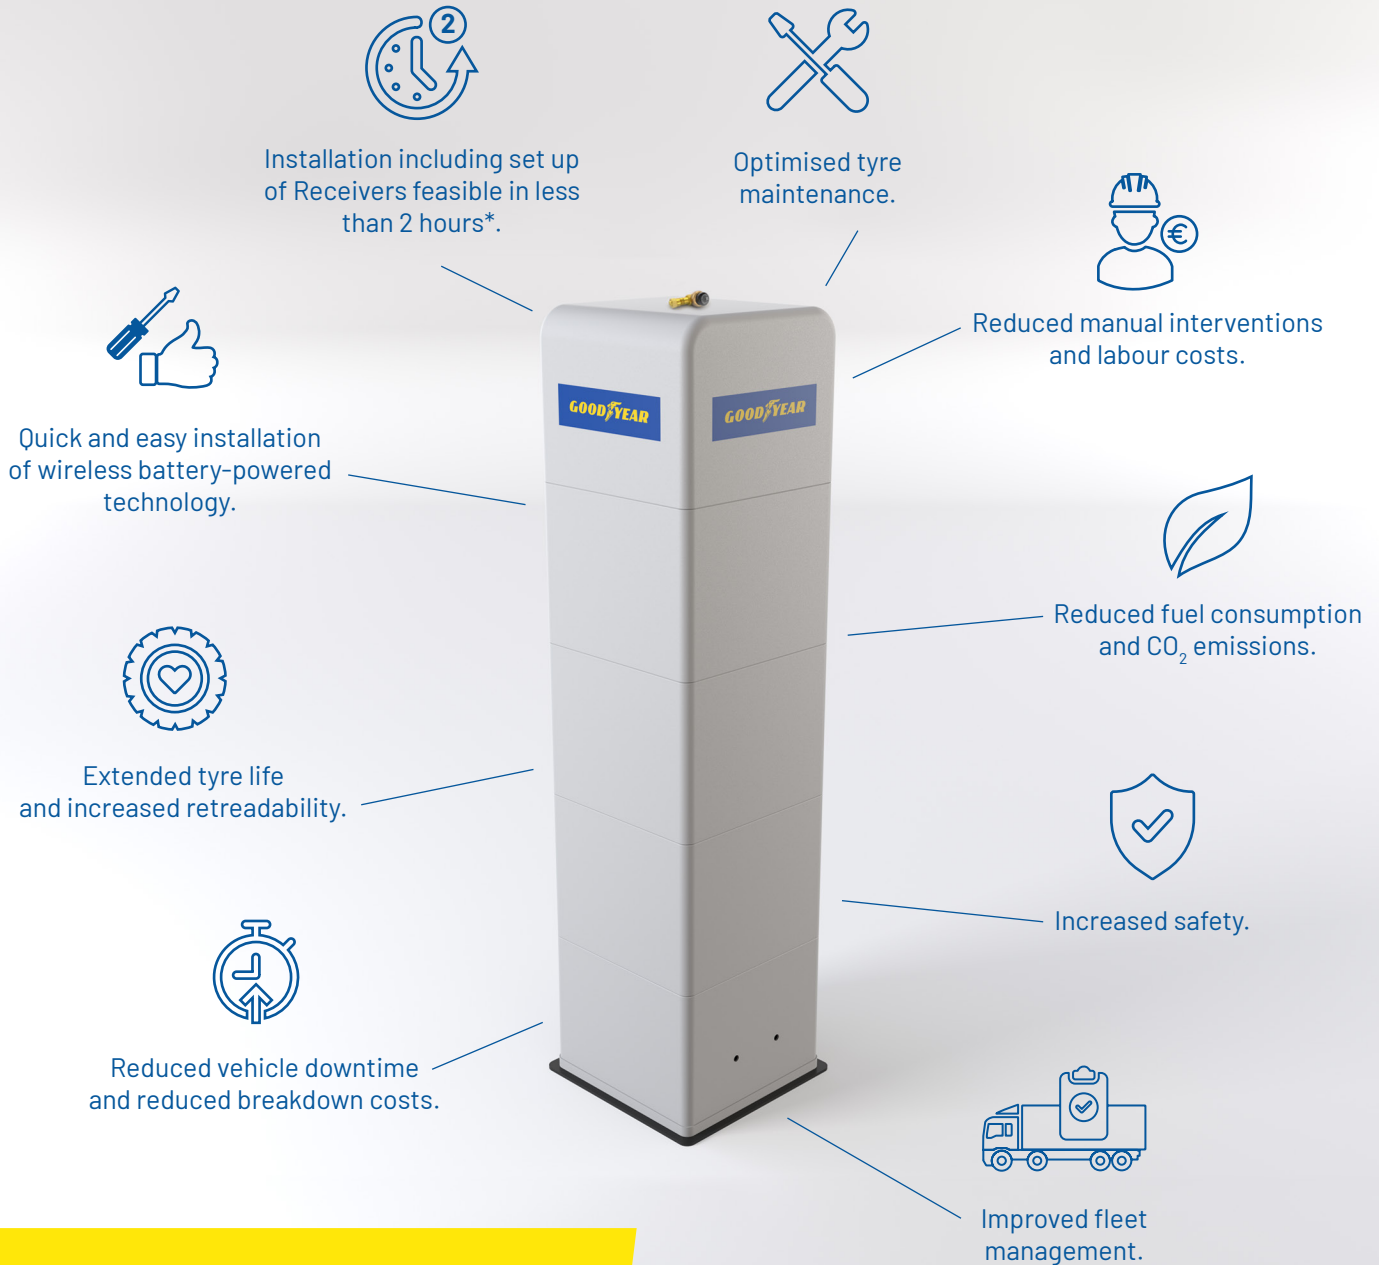 2
Installation including set up
of Receivers feasible in less
than 2 hours*.
Optimised tyre
maintenance.
€
Reduced manual interventions
and labour costs.
GOODYEAR
GOODYEAR
Quick and easy installation
of wireless battery-powered
technology.
Reduced fuel consumption
and CO₂ emissions.
Extended tyre life
and increased retreadability.
Increased safety.
Reduced vehicle downtime
and reduced breakdown costs.
Improved fleet
management.